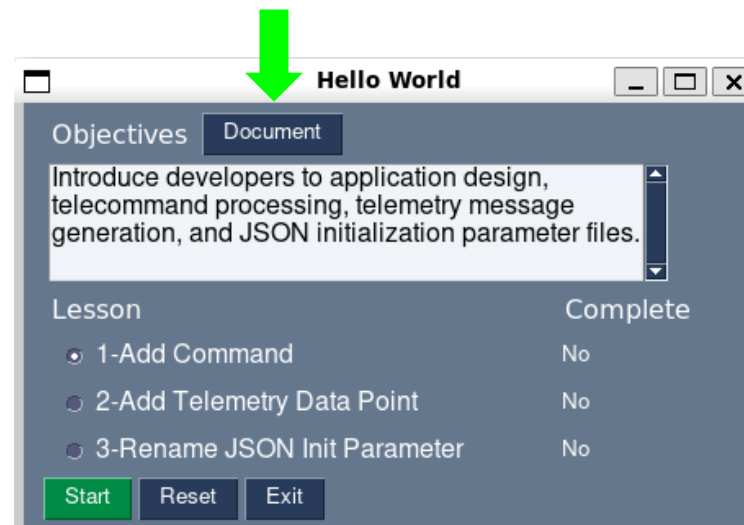 Hello World
Objectives Document
Introduce developers to application design,
telecommand processing, telemetry message
generation, and JSON initialization parameter files.
Lesson Complete
1-Add Command No
2-Add Telemetry Data Point No
3-Rename JSON Init Parameter No
Start Reset Exit